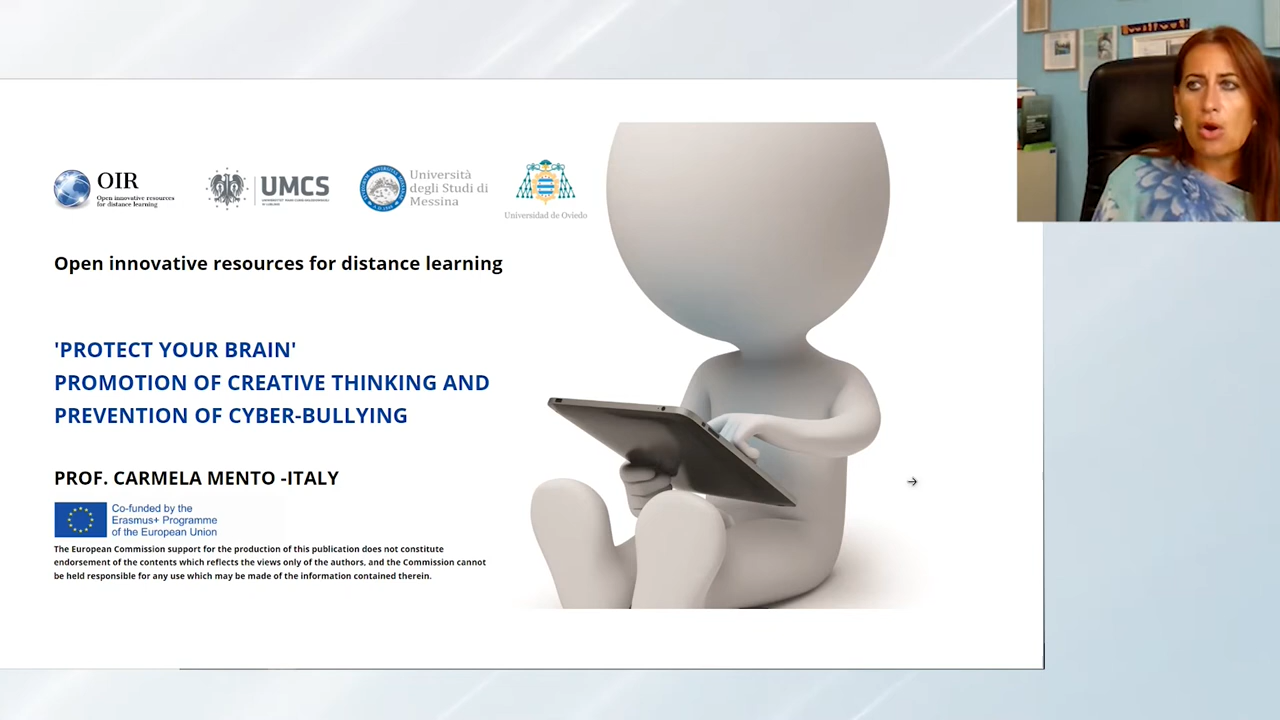 OIR
Open innovative resources
for distance learning
UMCS
Università
degli Studi di
Messina
Universidad de Oviedo
Open innovative resources for distance learning
'PROTECT YOUR BRAIN'
PROMOTION OF CREATIVE THINKING AND
PREVENTION OF CYBER-BULLYING
PROF. CARMELA MENTO -ITALY
Co-funded by the
Erasmus+ Programme
of the European Union
The European Commission support for the production of this publication does not constitute
endorsement of the contents which reflects the views only of the authors, and the Commission cannot
be held responsible for any use which may be made of the information contained therein.